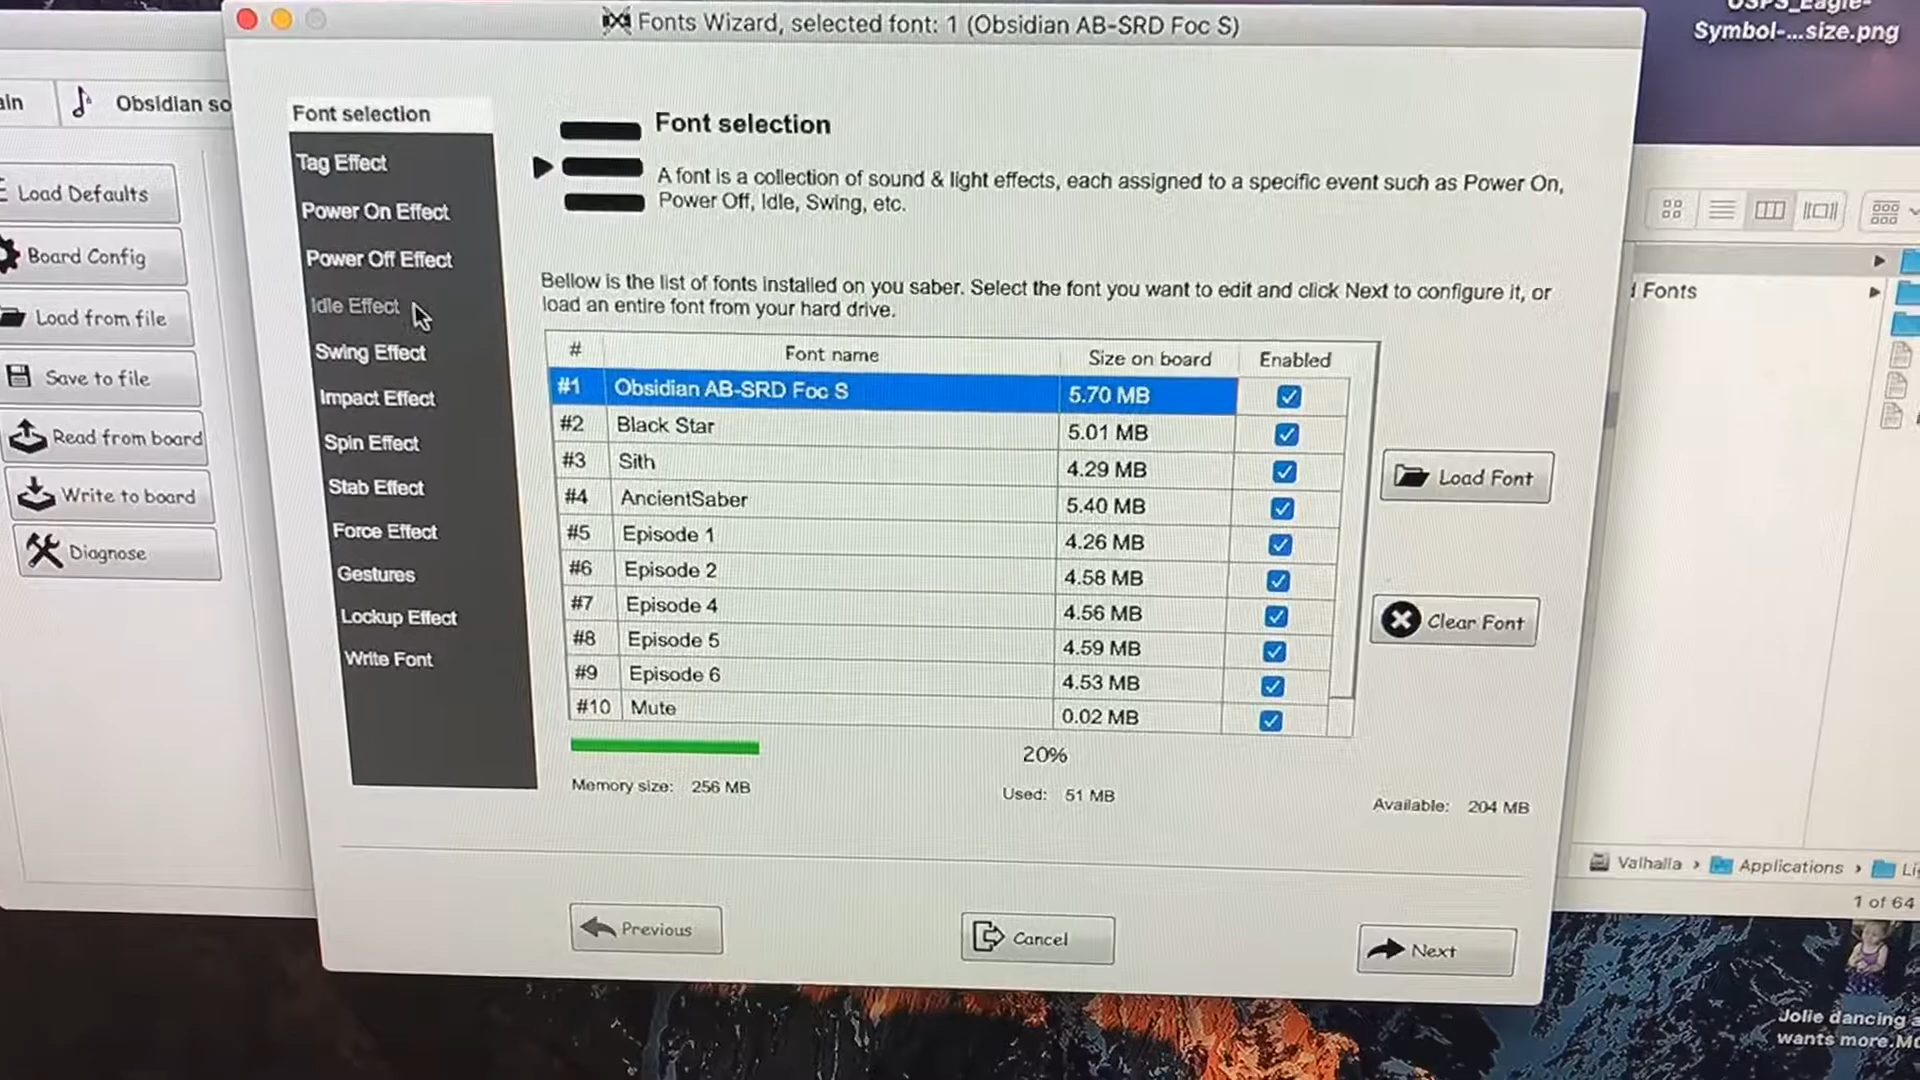 Fonts Wizard, selected font: 1 (Obsidian AB-SRD Foc S)
Symbol-...size.png
Obsidian so
Load Defaults
Board Config
Load from file
Save to file
Read from board
Write to board
Diagnose
Font selection
Tag Effect
Power On Effect
Power Off Effect
Idle Effect
Swing Effect
Impact Effect
Spin Effect
Stab Effect
Force Effect
Gestures
Lockup Effect
Write Font
Font selection
A font is a collection of sound & light effects, each assigned to a specific event such as Power On,
Power Off, Idle, Swing, etc.
Bellow is the list of fonts installed on you saber. Select the font you want to edit and click Next to configure it, or
load an entire font from your hard drive.
# Font name Size on board Enabled
#1 Obsidian AB-SRD Foc S 5.70 MB
#2 Black Star 5.01 MB
#3 Sith 4.29 MB
#4 AncientSaber 5.40 MB
#5 Episode 1 4.26 MB
#6 Episode 2 4.58 MB
#7 Episode 4 4.56 MB
#8 Episode 5 4.59 MB
#9 Episode 6 4.53 MB
#10 Mute 0.02 MB
Load Font
Clear Font
20%
Memory size: 256 MB
Used: 51 MB
Available: 204 MB
Previous
Cancel
Next
Fonts
Valhalla › Applications ›
1 of 64
Jolie dancing
wants more.M